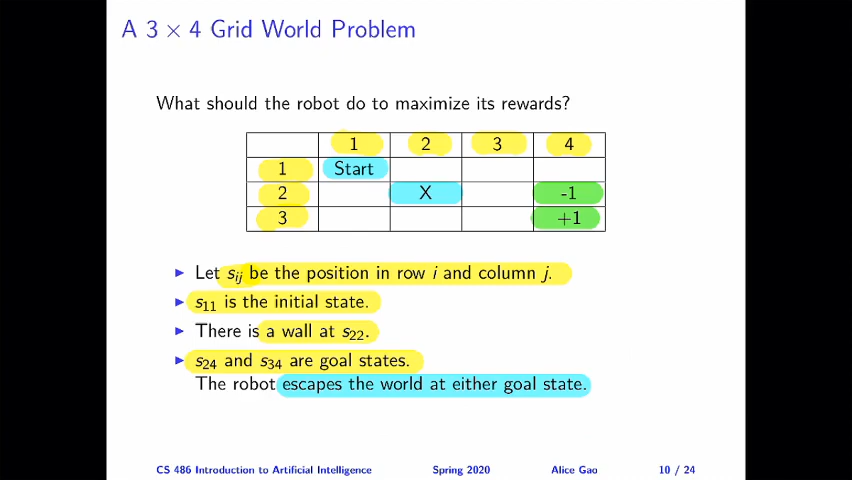 A 3 × 4 Grid World Problem
What should the robot do to maximize its rewards?
1 2 3 4
1 Start
2 X -1
3 +1
Let s_ij be the position in row i and column j.
s_11 is the initial state.
There is a wall at s_22.
s_24 and s_34 are goal states.
The robot escapes the world at either goal state.
CS 486 Introduction to Artificial Intelligence Spring 2020 Alice Gao 10 / 24